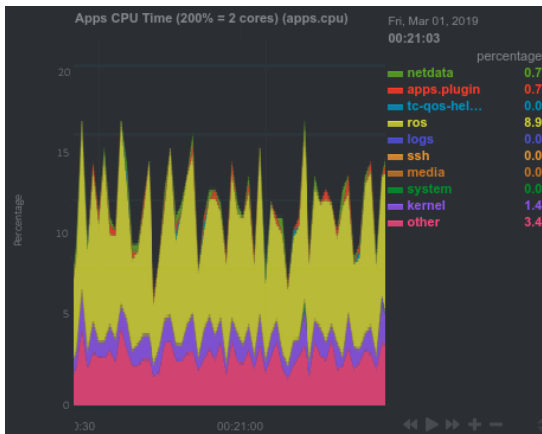 Apps CPU Time (200% = 2 cores) (apps.cpu)
Fri, Mar 01, 2019
00:21:03
percentage
netdata 0.7
apps.plugin 0.7
tc-qos-hel... 0.0
ros 8.9
logs 0.0
ssh 0.0
media 0.0
system 0.0
kernel 1.4
other 3.4
Percentage
20
15
10
5
0
0:30
00:21:00